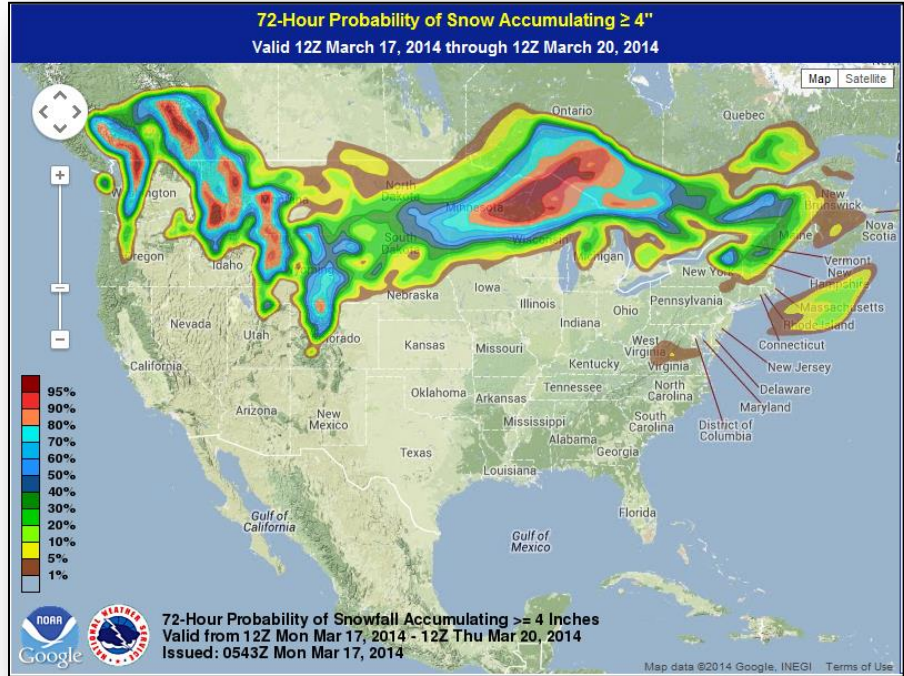 72-Hour Probability of Snow Accumulating ≥ 4"
Valid 12Z March 17, 2014 through 12Z March 20, 2014
Map Satellite
Ontario
Quebec
Washington
Montana
North
Dakota
Minnesota
New
Brunswick
Nova
Scotia
Maine
Oregon
Idaho
Wyoming
South
Dakota
Wisconsin
Michigan
New York
Vermont
New
Hampshire
Massachusetts
Rhode Island
Connecticut
Nebraska
Iowa
Illinois
Indiana
Ohio
Pennsylvania
Nevada
Utah
Colorado
Kansas
Missouri
West
Virginia
Virginia
Kentucky
New Jersey
Delaware
Maryland
District of
Columbia
California
Arizona
New
Mexico
Oklahoma
Arkansas
Tennessee
North
Carolina
South
Carolina
Mississippi
Alabama
Georgia
Texas
Louisiana
Florida
Gulf of
California
Gulf of
Mexico
95%
90%
80%
70%
60%
50%
40%
30%
20%
10%
5%
1%
NOAA
Google
NATIONAL WEATHER SERVICE
72-Hour Probability of Snowfall Accumulating >= 4 Inches
Valid from 12Z Mon Mar 17, 2014 - 12Z Thu Mar 20, 2014
Issued: 0543Z Mon Mar 17, 2014
Map data ©2014 Google, INEGI Terms of Use